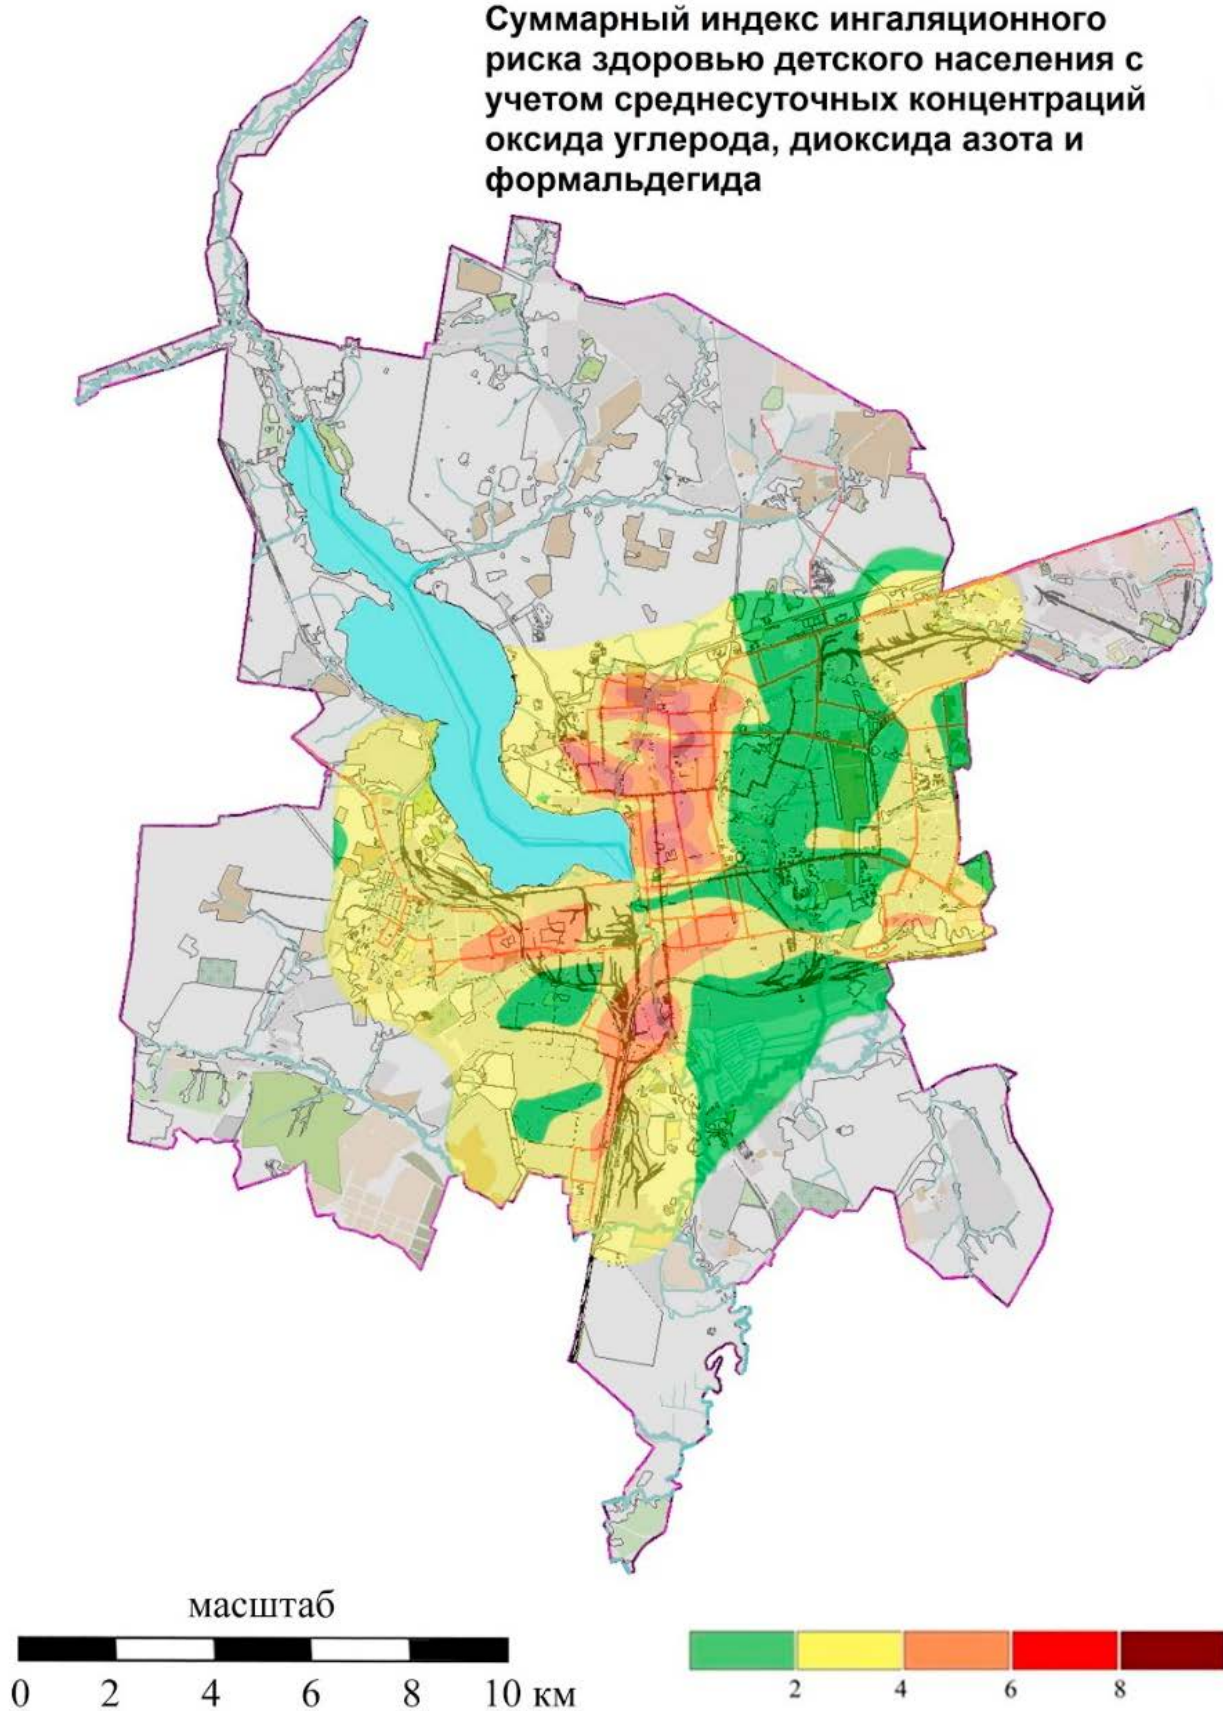 Суммарный индекс ингаляционного
риска здоровью детского населения с
учетом среднесуточных концентраций
оксида углерода, диоксида азота и
формальдегида
масштаб
0 2 4 6 8 10 км
2 4 6 8